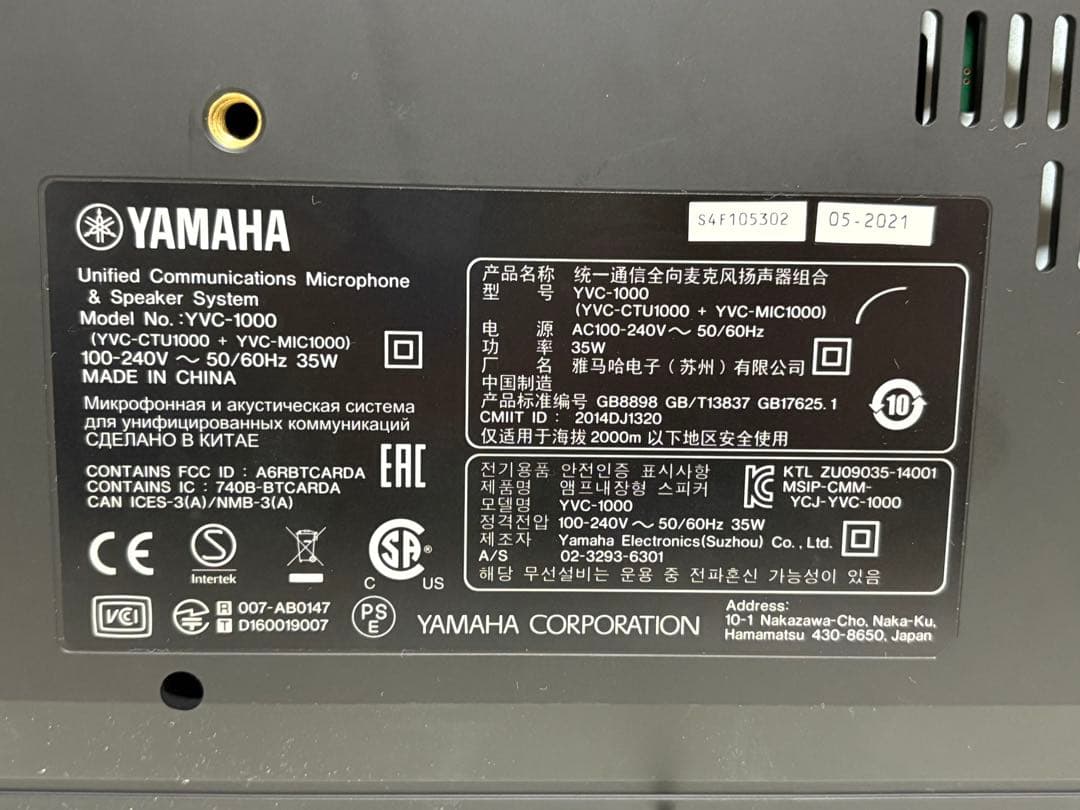 YAMAHA
S4F105302
05-2021
Unified Communications Microphone
& Speaker System
Model No. :YVC-1000
(YVC-CTU1000 + YVC-MIC1000)
100-240V ～ 50/60Hz 35W
MADE IN CHINA
Микрофонная и акустическая система
для унифицированных коммуникаций
СДЕЛАНО В КИТАЕ
CONTAINS FCC ID : A6RBTCARDA
CONTAINS IC : 740B-BTCARDA
CAN ICES-3(A)/NMB-3(A)
EAC
CE
S
Intertek
SA
®
C US
VCI
R 007-AB0147
T D160019007
PS
E
产品名称 统一通信全向麦克风扬声器组合
型 号 YVC-1000
(YVC-CTU1000 + YVC-MIC1000)
电 源 AC100-240V～ 50/60Hz
功 率 35W
厂 名 雅马哈电子（苏州）有限公司
中国制造
产品标准编号 GB8898 GB/T13837 GB17625.1
CMIIT ID： 2014DJ1320
仅适用于海拔 2000m 以下地区安全使用
10
전기용품 안전인증 표시사항
제품명 앰프내장형 스피커
모델명 YVC-1000
정격전압 100-240V ～ 50/60Hz 35W
제조자 Yamaha Electronics(Suzhou) Co., Ltd.
A/S 02-3293-6301
해당 무선설비는 운용 중 전파혼신 가능성이 있음
KTL ZU09035-14001
MSIP-CMM-
YCJ-YVC-1000
YAMAHA CORPORATION
Address:
10-1 Nakazawa-Cho, Naka-Ku,
Hamamatsu 430-8650, Japan